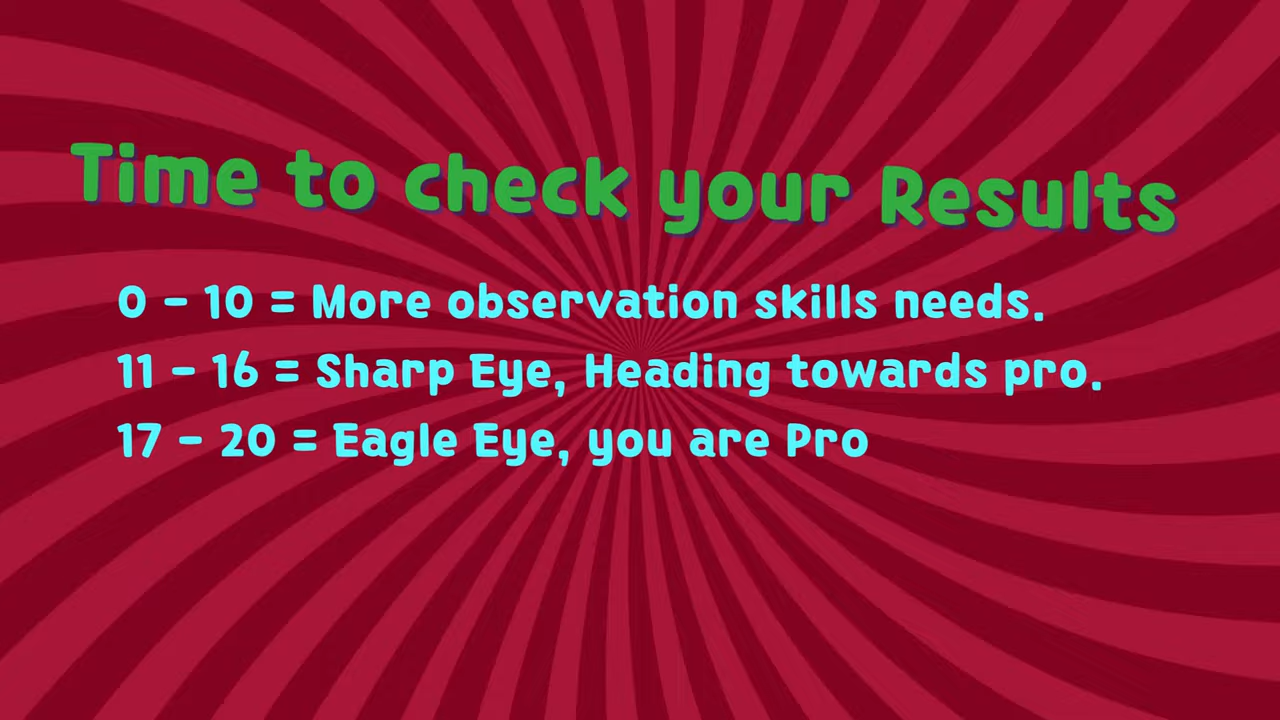 Time to check your Results
0 - 10 = More observation skills needs.
11 - 16 = Sharp Eye, Heading towards pro.
17 - 20 = Eagle Eye, you are Pro